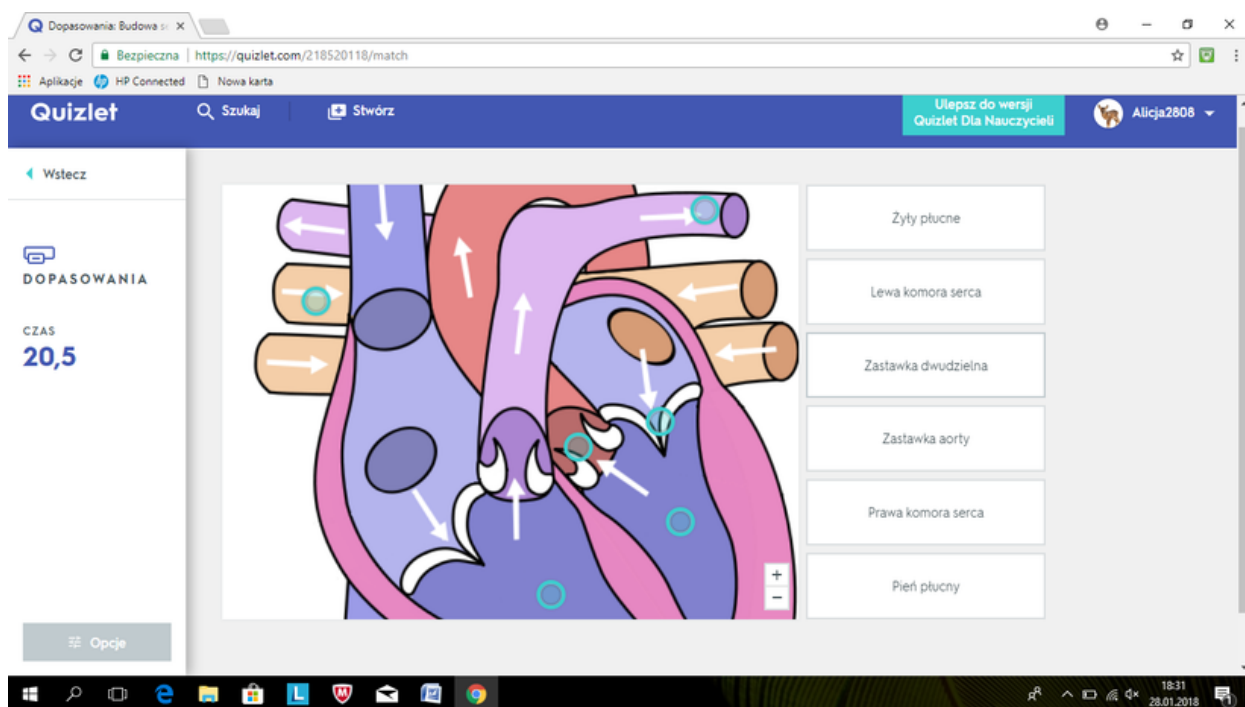 Dopasowania: Budowa s
Bezpieczna | https://quizlet.com/218520118/match
Aplikacje HP Connected Nowa karta
Quizlet Szukaj Stwórz
Ulepsz do wersji
Quizlet Dla Nauczycieli
Alicja2808
Wstecz
DOPASOWANIA
CZAS
20,5
Opcje
Żyły płucne
Lewa komora serca
Zastawka dwudzielna
Zastawka aorty
Prawa komora serca
Pień płucny
18:31
28.01.2018